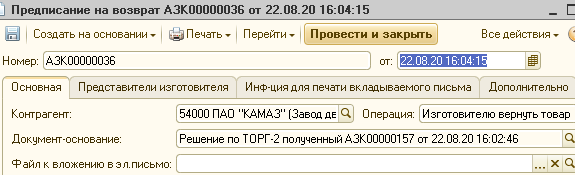 Предписание на возврат АЗК00000036 от 22.08.20 16:04:15
Создать на основании Печать Перейти Провести и закрыть Все действия
Номер: АЗК00000036 от: 22.08.20 16:04:15
Основная Представители изготовителя Инф-ция для печати вкладываемого письма Дополнительно
Контрагент: 54000 ПАО "КАМАЗ" (Завод дв Операция: Изготовителю вернуть товар
Документ-основание: Решение по ТОРГ-2 полученный АЗК00000157 от 22.08.20 16:02:46
Файл к вложению в эл.письмо: ... x